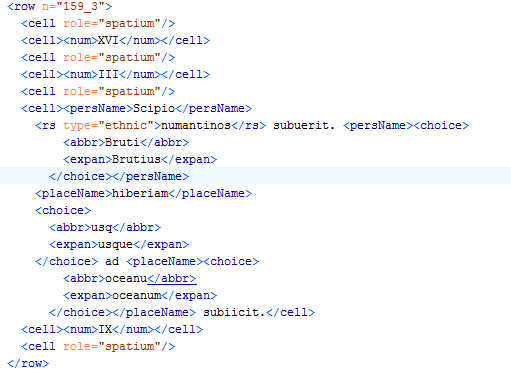 <row n="159_3">
<cell role="spatium"/>
<cell><num>XVI</num></cell>
<cell role="spatium"/>
<cell><num>III</num></cell>
<cell role="spatium"/>
<cell><persName>Scipio</persName>
<rs type="ethnic">numantinos</rs> subuerit. <persName><choice>
<abbr>Bruti</abbr>
<expan>Brutius</expan>
</choice></persName>
<placeName>hiberiam</placeName>
<choice>
<abbr>usq</abbr>
<expan>usque</expan>
</choice> ad <placeName><choice>
<abbr>oceanu</abbr>
<expan>oceanum</expan>
</choice></placeName> subiicit.</cell>
<cell><num>IX</num></cell>
<cell role="spatium"/>
</row>